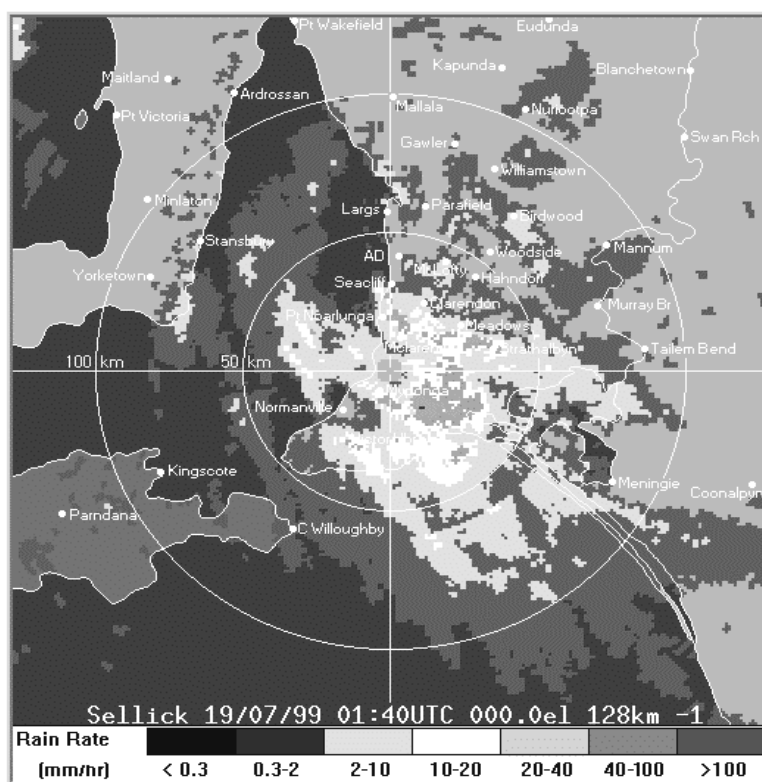 Pt Wakefield
Eudunda
Kapunda
Blanchetown
Maitland
Ardrossan
Mallala
Nuriootpa
Pt Victoria
Swan Rch
Gawler
Williamstown
Minlaton
Largs
Parafield
Birdwood
Stansbury
Mannum
AD
Woodside
Mt Lofty
Yorketown
Hahndorf
Seacliff
Clarendon
Murray Br
Pt Noarlunga
Meadows
Strathalbyn
Tailem Bend
100 km
50 km
Normanville
Kingscote
Meningie
Coonalpyn
Parndana
C Willoughby
Sellick 19/07/99 01:40UTC 000.0el 128km -1
Rain Rate
(mm/hr) < 0.3 0.3-2 2-10 10-20 20-40 40-100 >100